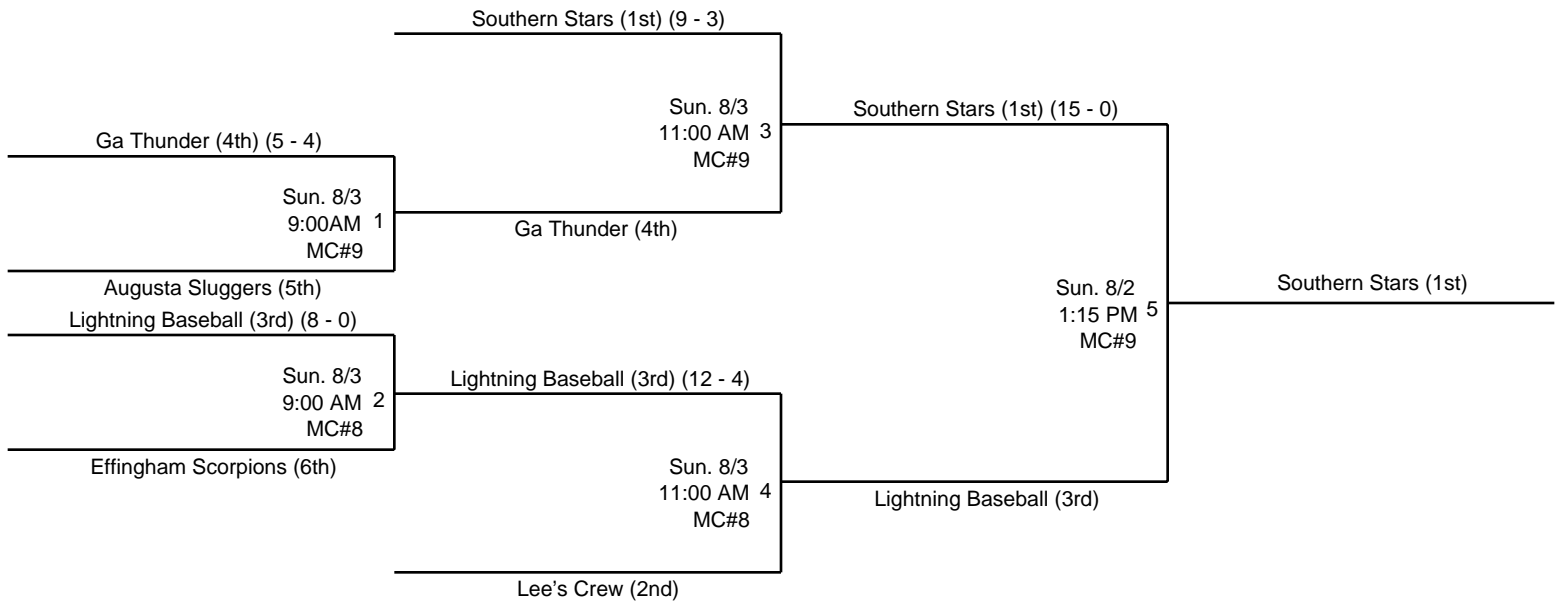 Southern Stars (1st) (9 - 3)
Sun. 8/3
11:00 AM 3
MC#9
Southern Stars (1st) (15 - 0)
Ga Thunder (4th) (5 - 4)
Sun. 8/3
9:00AM 1
MC#9
Ga Thunder (4th)
Augusta Sluggers (5th)
Sun. 8/2
1:15 PM 5
MC#9
Southern Stars (1st)
Lightning Baseball (3rd) (8 - 0)
Sun. 8/3
9:00 AM 2
MC#8
Lightning Baseball (3rd) (12 - 4)
Effingham Scorpions (6th)
Sun. 8/3
11:00 AM 4
MC#8
Lightning Baseball (3rd)
Lee's Crew (2nd)